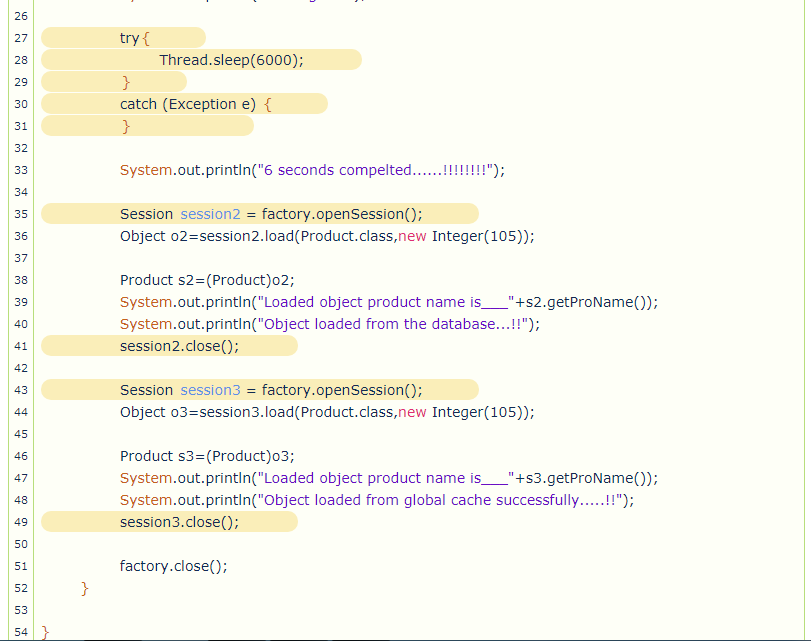 26
27 try{
28 Thread.sleep(6000);
29 }
30 catch (Exception e) {
31 }
32
33 System.out.println("6 seconds compelted......!!!!!!!!");
34
35 Session session2 = factory.openSession();
36 Object o2=session2.load(Product.class,new Integer(105));
37
38 Product s2=(Product)o2;
39 System.out.println("Loaded object product name is___"+s2.getProName());
40 System.out.println("Object loaded from the database...!!");
41 session2.close();
42
43 Session session3 = factory.openSession();
44 Object o3=session3.load(Product.class,new Integer(105));
45
46 Product s3=(Product)o3;
47 System.out.println("Loaded object product name is___"+s3.getProName());
48 System.out.println("Object loaded from global cache successfully.....!!");
49 session3.close();
50
51 factory.close();
52 }
53
54 }